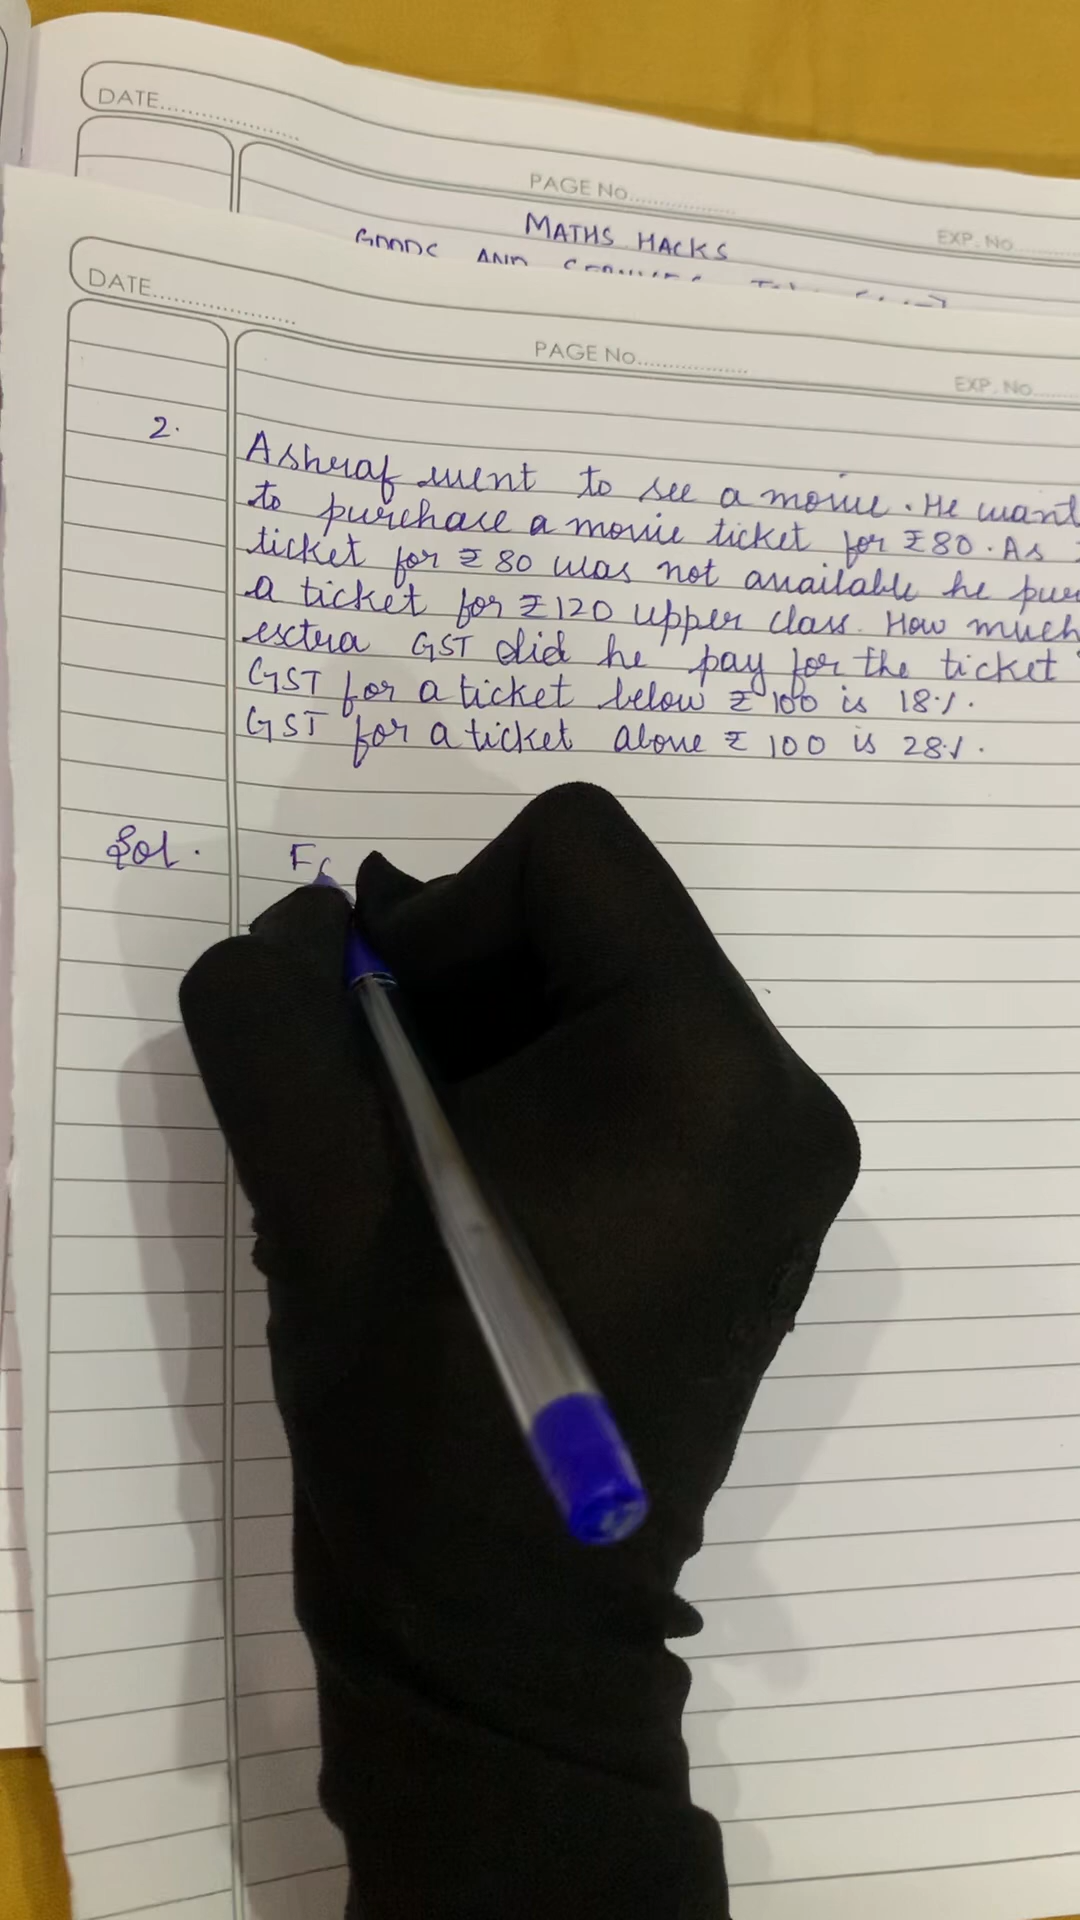 DATE
PAGE No.
EXP. No
MATHS HACKS
GOODS AND
DATE
PAGE No.
EXP. No.
2. Ashraf went to see a movie. He want
to purchase a movie ticket for ₹80. As
ticket for ₹80 was not available he pur
a ticket for ₹120 upper class. How much
extra GST did he pay for the ticket
GST for a ticket below ₹100 is 18%.
GST for a ticket above ₹100 is 28%.
Sol.